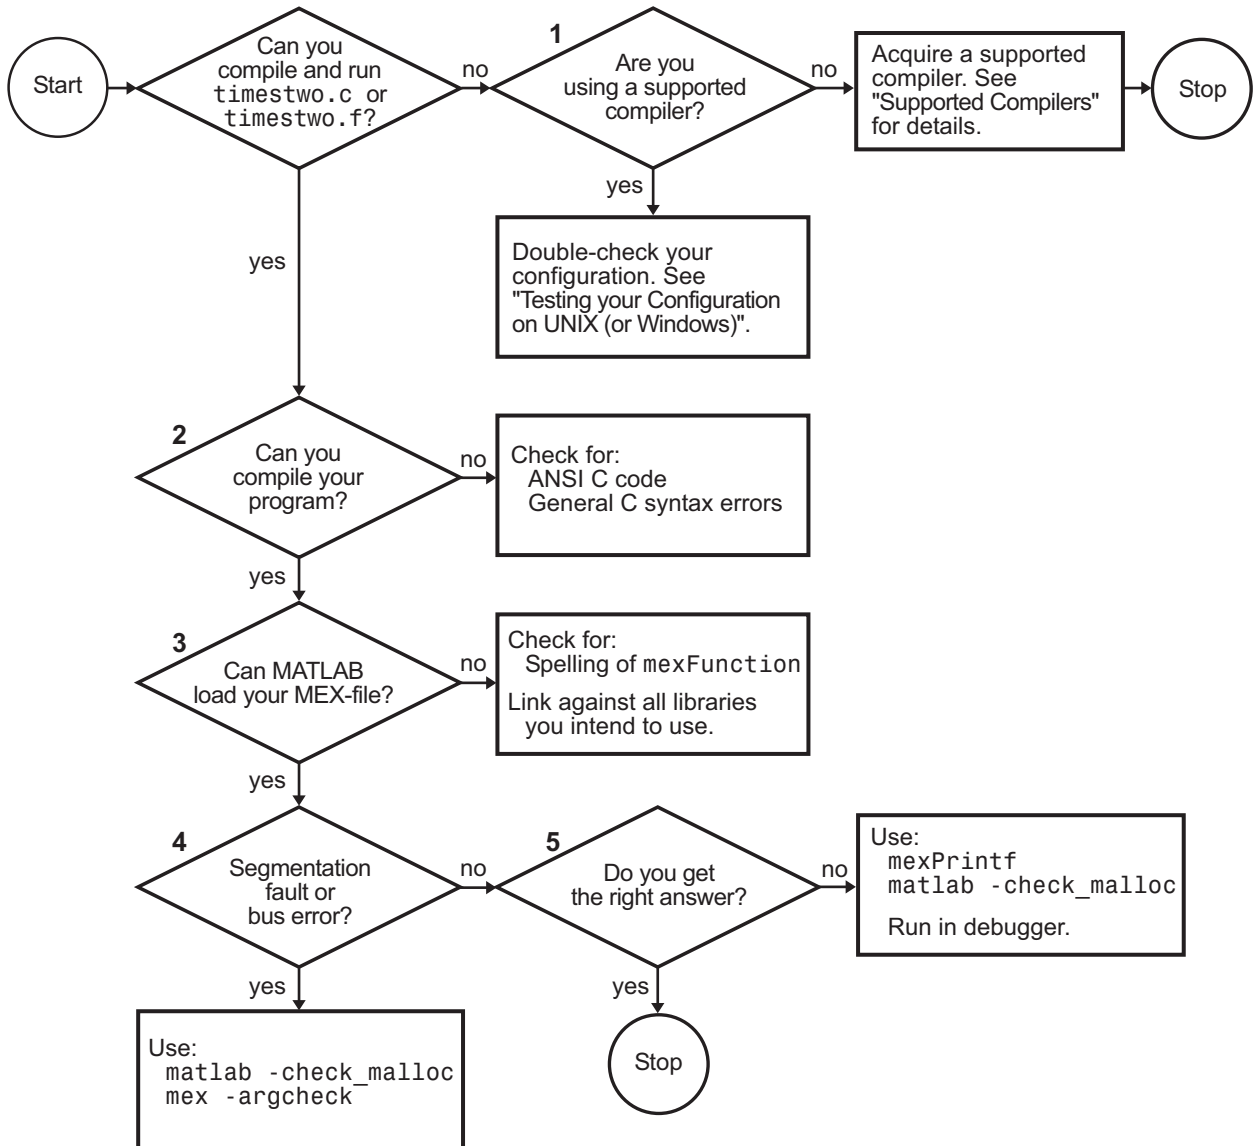 Start
Can you
compile and run
timestwo.c or
timestwo.f?
no
yes
1
Are you
using a supported
compiler?
no
yes
Acquire a supported
compiler. See
"Supported Compilers"
for details.
Stop
Double-check your
configuration. See
"Testing your Configuration
on UNIX (or Windows)".
2
Can you
compile your
program?
no
yes
Check for:
ANSI C code
General C syntax errors
3
Can MATLAB
load your MEX-file?
no
yes
Check for:
Spelling of mexFunction
Link against all libraries
you intend to use.
4
Segmentation
fault or
bus error?
no
yes
5
Do you get
the right answer?
no
yes
Use:
mexPrintf
matlab -check_malloc
Run in debugger.
Use:
matlab -check_malloc
mex -argcheck
Stop